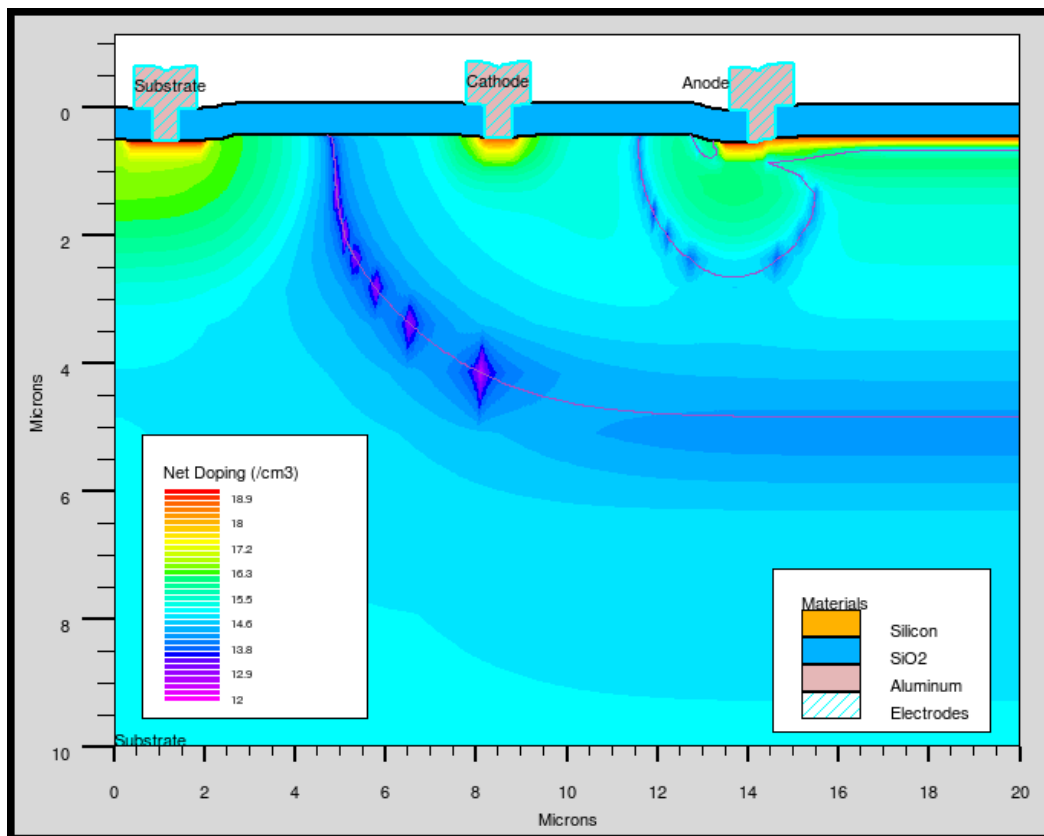 Substrate
Cathode
Anode
0
2
4
6
8
10
Microns
Net Doping (/cm3)
18.9
18
17.2
16.3
15.5
14.6
13.8
12.9
12
Materials
Silicon
SiO2
Aluminum
Electrodes
Substrate
0
2
4
6
8
10
12
14
16
18
20
Microns